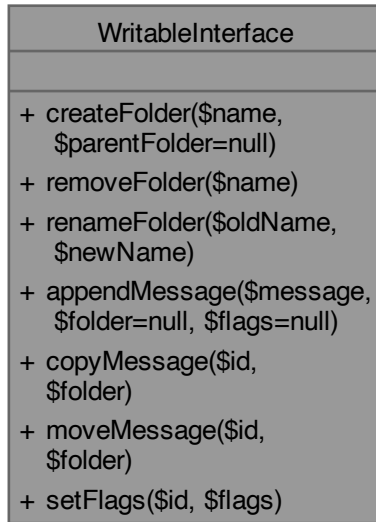 WritableInterface
+ createFolder($name,
$parentFolder=null)
+ removeFolder($name)
+ renameFolder($oldName,
$newName)
+ appendMessage($message,
$folder=null, $flags=null)
+ copyMessage($id,
$folder)
+ moveMessage($id,
$folder)
+ setFlags($id, $flags)